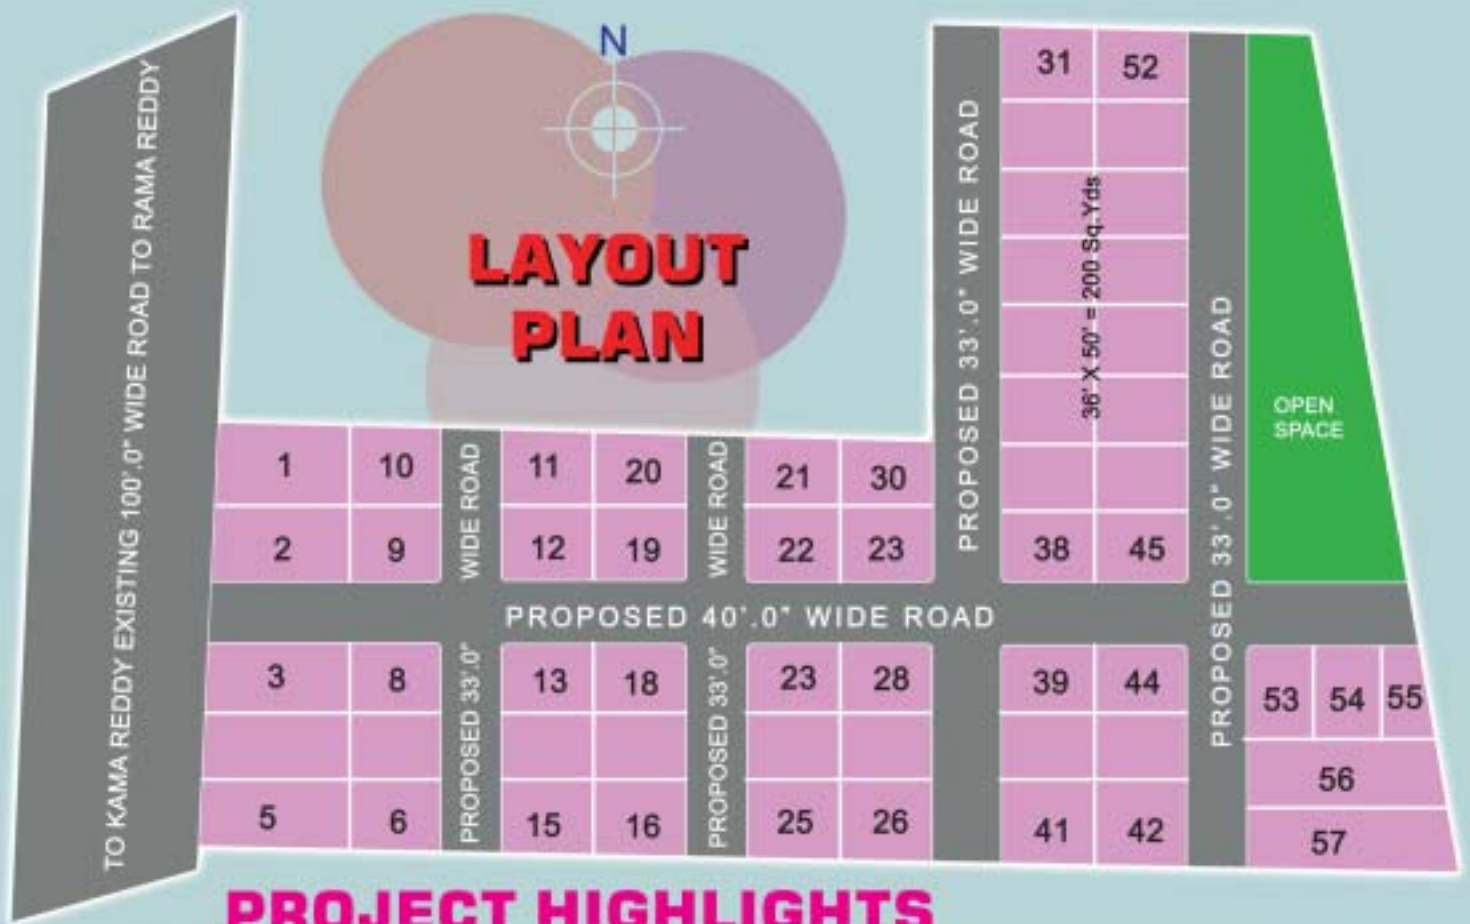 N
LAYOUT
PLAN
TO KAMA REDDY EXISTING 100'.0" WIDE ROAD TO RAMA REDDY
31 52
PROPOSED 33'.0" WIDE ROAD
36' X 50' = 200 Sq.Yds
PROPOSED 33'.0" WIDE ROAD
OPEN
SPACE
1 10 11 20 21 30
WIDE ROAD
WIDE ROAD
2 9 12 19 22 23 38 45
PROPOSED 40'.0" WIDE ROAD
3 8 13 18 23 28 39 44 53 54 55
PROPOSED 33'.0"
PROPOSED 33'.0"
56
5 6 15 16 25 26 41 42 57
PROJECT HIGHLIGHTS